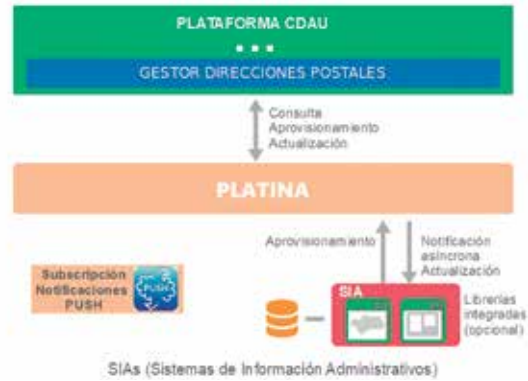 PLATAFORMA CDAU
...
GESTOR DIRECCIONES POSTALES
Consulta
Aprovisionamiento
Actualización
PLATINA
Aprovisionamiento
Notificación
asíncrona
Actualización
Subscripción
Notificaciones
PUSH
PUSH
SIA
Librerías
integradas
(opcional)
SIAs (Sistemas de Información Administrativos)